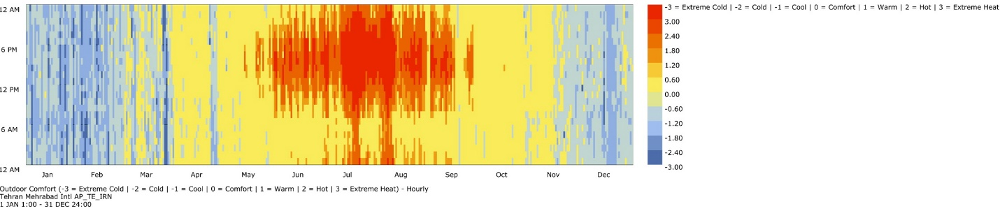 12 AM
6 PM
12 PM
6 AM
12 AM
Jan Feb Mar Apr May Jun Jul Aug Sep Oct Nov Dec
-3 = Extreme Cold | -2 = Cold | -1 = Cool | 0 = Comfort | 1 = Warm | 2 = Hot | 3 = Extreme Heat
3.00
2.40
1.80
1.20
0.60
0.00
-0.60
-1.20
-1.80
-2.40
-3.00
Outdoor Comfort (-3 = Extreme Cold | -2 = Cold | -1 = Cool | 0 = Comfort | 1 = Warm | 2 = Hot | 3 = Extreme Heat) - Hourly
Tehran Mehrabad Intl AP_TE_IRN
1 JAN 1:00 - 31 DEC 24:00